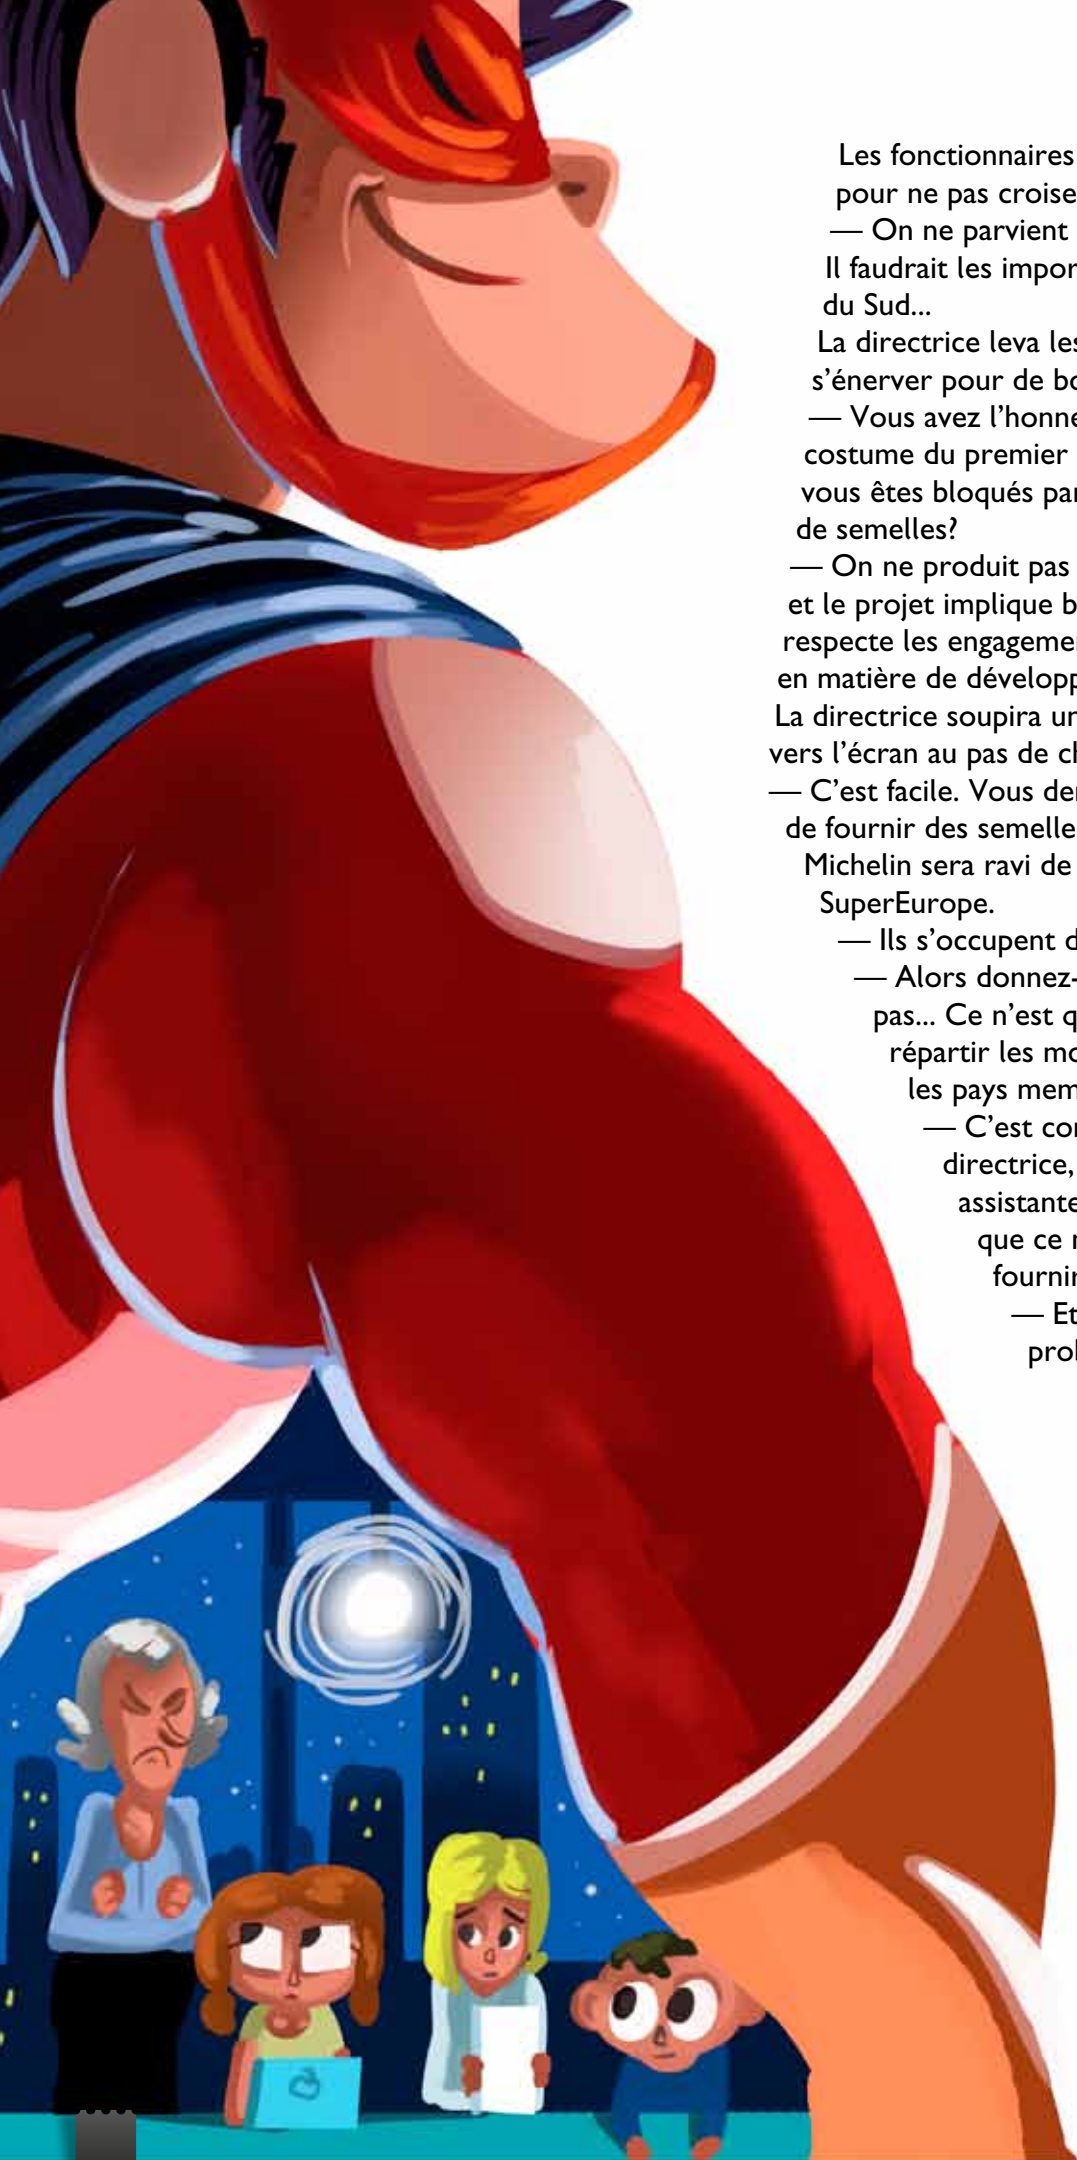 Les fonctionnaires
pour ne pas croise
— On ne parvient
Il faudrait les impor
du Sud...
La directrice leva les
s’énerver pour de bo
— Vous avez l’honne
costume du premier
vous êtes bloqués par
de semelles?
— On ne produit pas
et le projet implique b
respecte les engagemen
en matière de développ
La directrice soupira un
vers l’écran au pas de ch
— C’est facile. Vous de
de fournir des semelle
Michelin sera ravi de
SuperEurope.
— Ils s’occupent d
— Alors donnez-
pas... Ce n’est q
répartir les mo
les pays mem
— C’est co
directrice,
assistante
que ce
fournir
— Et
prob